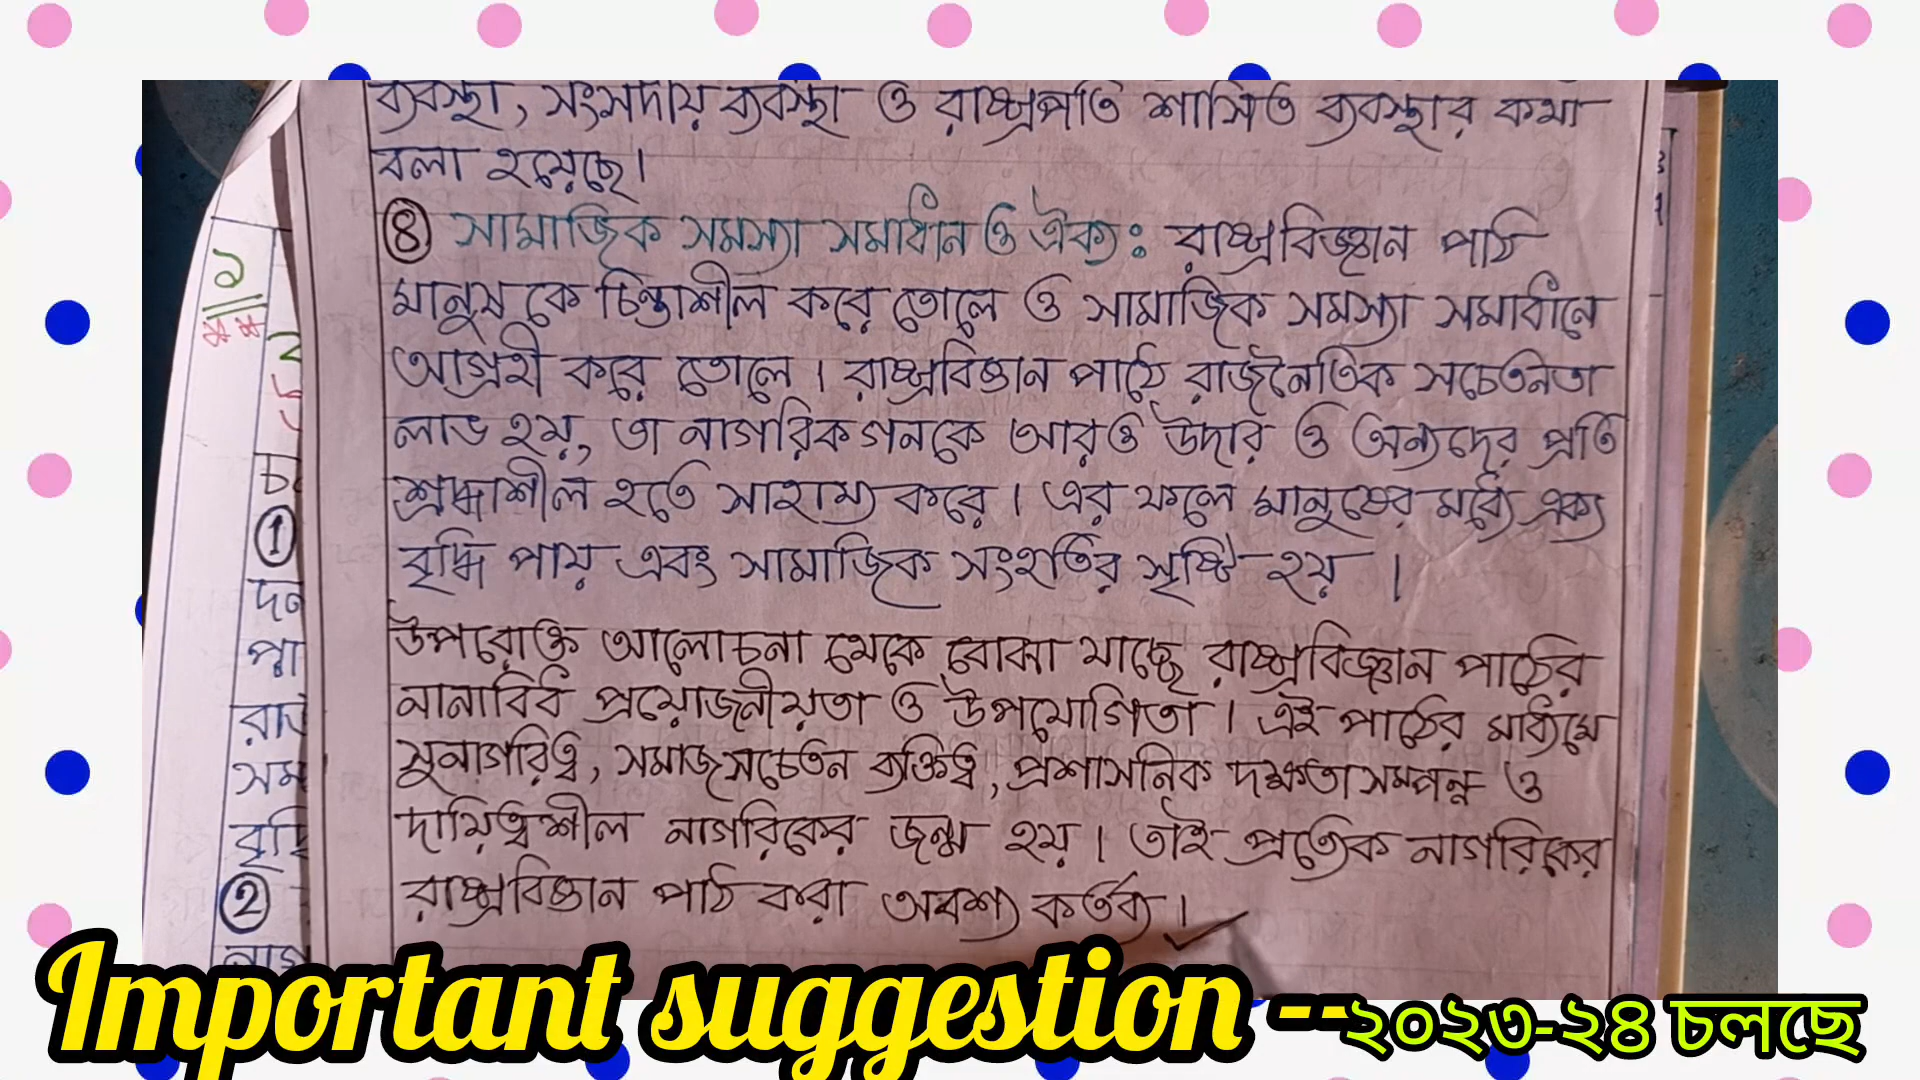 ব্যবস্থা, সংসদীয় ব্যবস্থা ও রাষ্ট্রপতি শাসিত ব্যবস্থার কথা
বলা হয়েছে।
⑧ সামাজিক সমস্যা সমাধান ও ঐক্য : রাষ্ট্রবিজ্ঞান পাঠ
মানুষকে চিন্তাশীল করে তোলে ও সামাজিক সমস্যা সমাধানে
আগ্রহী করে তোলে। রাষ্ট্রবিজ্ঞান পাঠে রাজনৈতিক সচেতনতা
লাভ হয়, তা নাগরিকগনকে আরও উদার ও অন্যদের প্রতি
শ্রদ্ধাশীল হতে সাহায্য করে। এর ফলে মানুষের মধ্যে ঐক্য
বৃদ্ধি পায় এবং সামাজিক সংহতির সৃষ্টি হয় ।
উপরোক্ত আলোচনা থেকে বোঝা যাচ্ছে রাষ্ট্রবিজ্ঞান পাঠের
নানাবিধ প্রয়োজনীয়তা ও উপযোগিতা। এই পাঠের মাধ্যমে
সুনাগরিত্ব, সমাজসচেতন ব্যক্তিত্ব, প্রশাসনিক দক্ষতাসম্পন্ন ও
দায়িত্বশীল নাগরিকের জন্ম হয়। তাই প্রত্যেক নাগরিকের
রাষ্ট্রবিজ্ঞান পাঠ করা অবশ্য কর্তব্য।
১
①
②
Important suggestion --২০২৩-২৪ চলছে